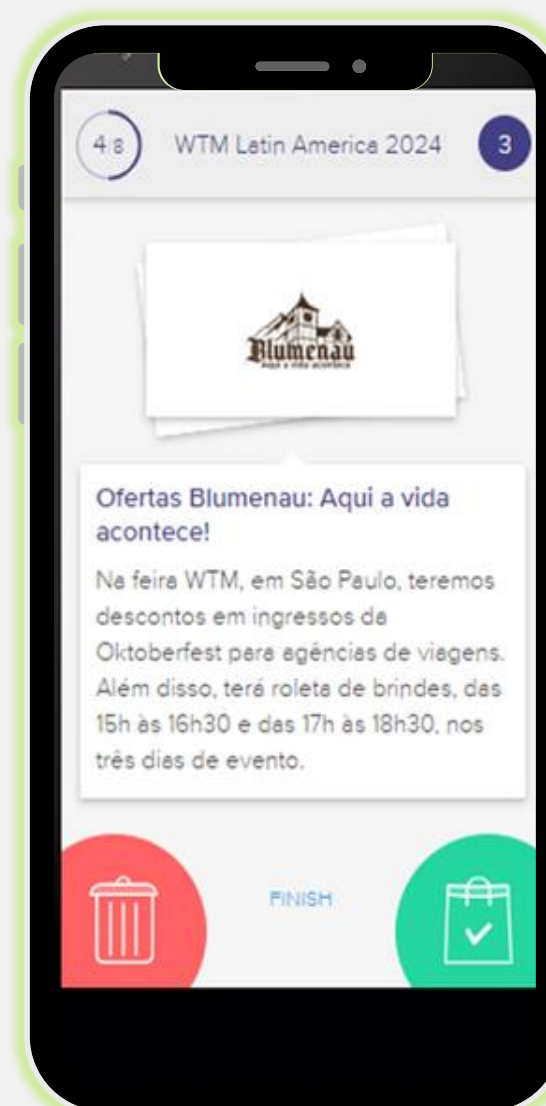 4/8
WTM Latin America 2024
3
Blumenau
Aqui a vida acontece
Ofertas Blumenau: Aqui a vida
acontece!
Na feira WTM, em São Paulo, teremos
descontos em ingressos da
Oktoberfest para agências de viagens.
Além disso, terá roleta de brindes, das
15h às 16h30 e das 17h às 18h30, nos
três dias de evento.
FINISH